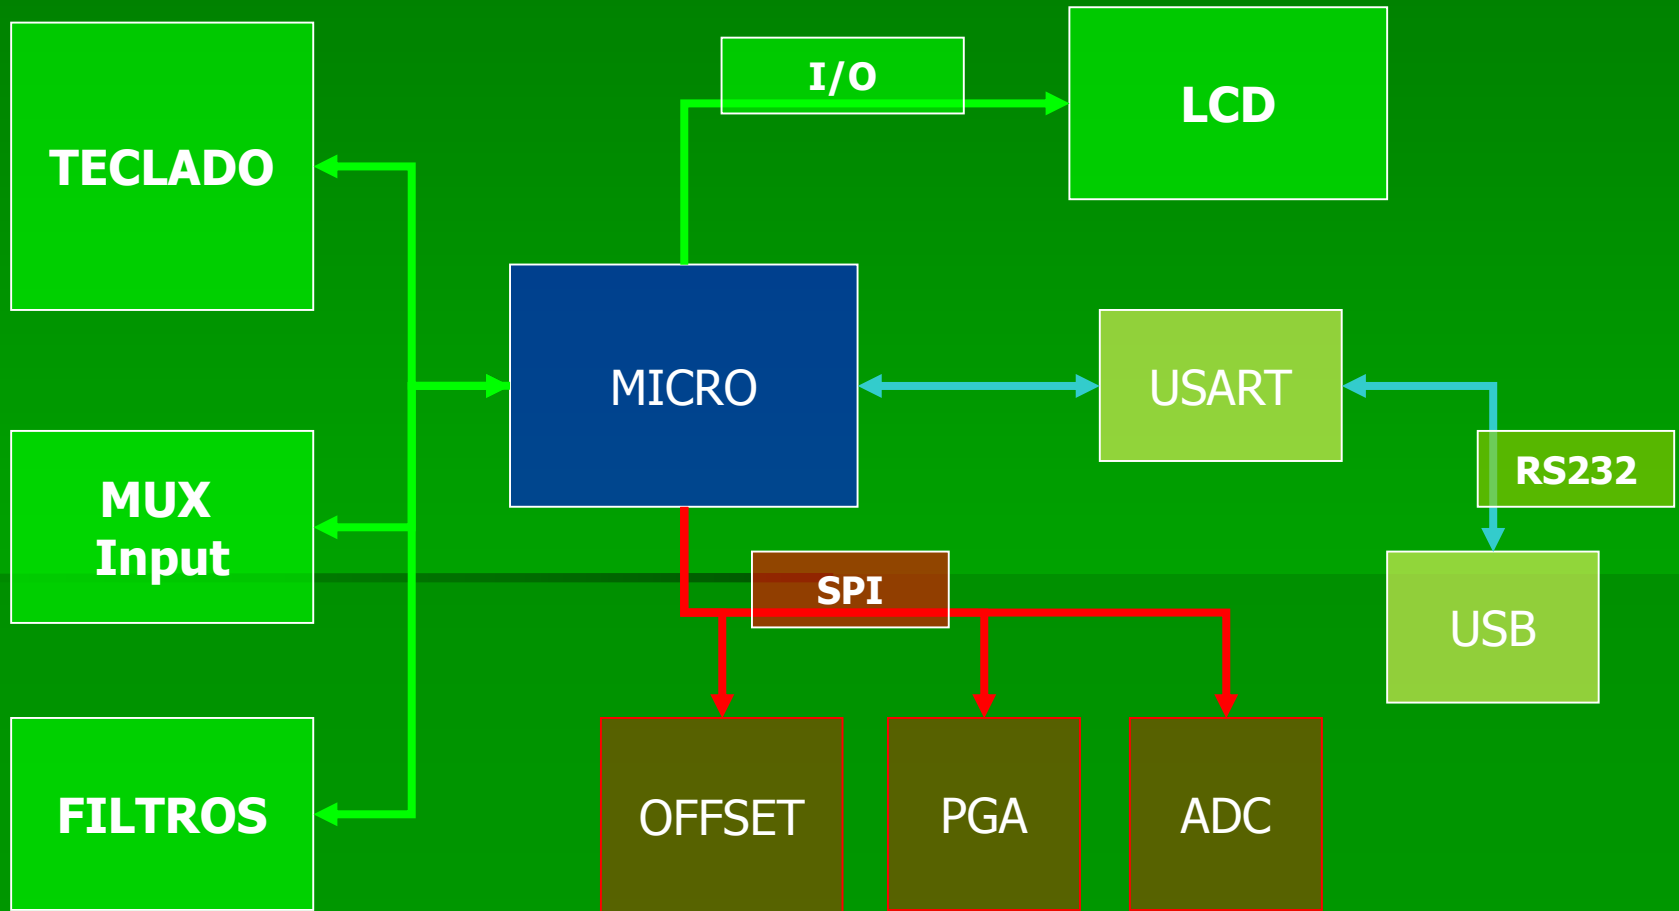 I/O
LCD
TECLADO
MICRO
USART
RS232
MUX
Input
SPI
USB
FILTROS
OFFSET
PGA
ADC